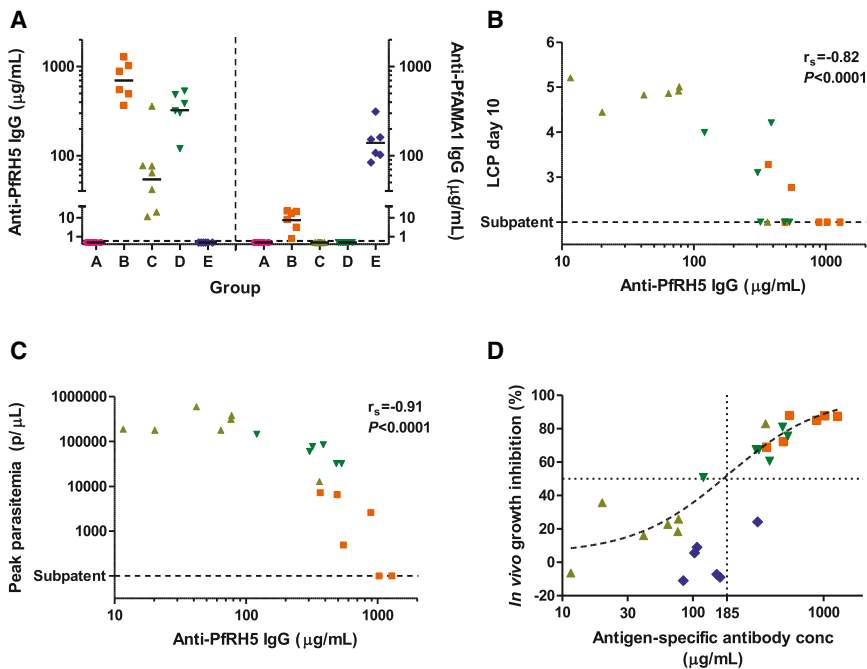 A
Anti-PfRH5 IgG (μg/mL)
1000
100
10
1
A B C D E
A B C D E
Group
1000
100
10
1
Anti-PfAMA1 IgG (μg/mL)
B
LCP day 10
6
5
4
3
Subpatent
10 100 1000
Anti-PfRH5 IgG (μg/mL)
rs=-0.82
P<0.0001
C
Peak parasitemia (p/μL)
1000000
1000000
10000
1000
Subpatent
10 100 1000
Anti-PfRH5 IgG (μg/mL)
rs=-0.91
P<0.0001
D
In vivo growth inhibition (%)
100
80
60
40
20
0
-20
10 30 100 185 1000
Antigen-specific antibody conc
(μg/mL)